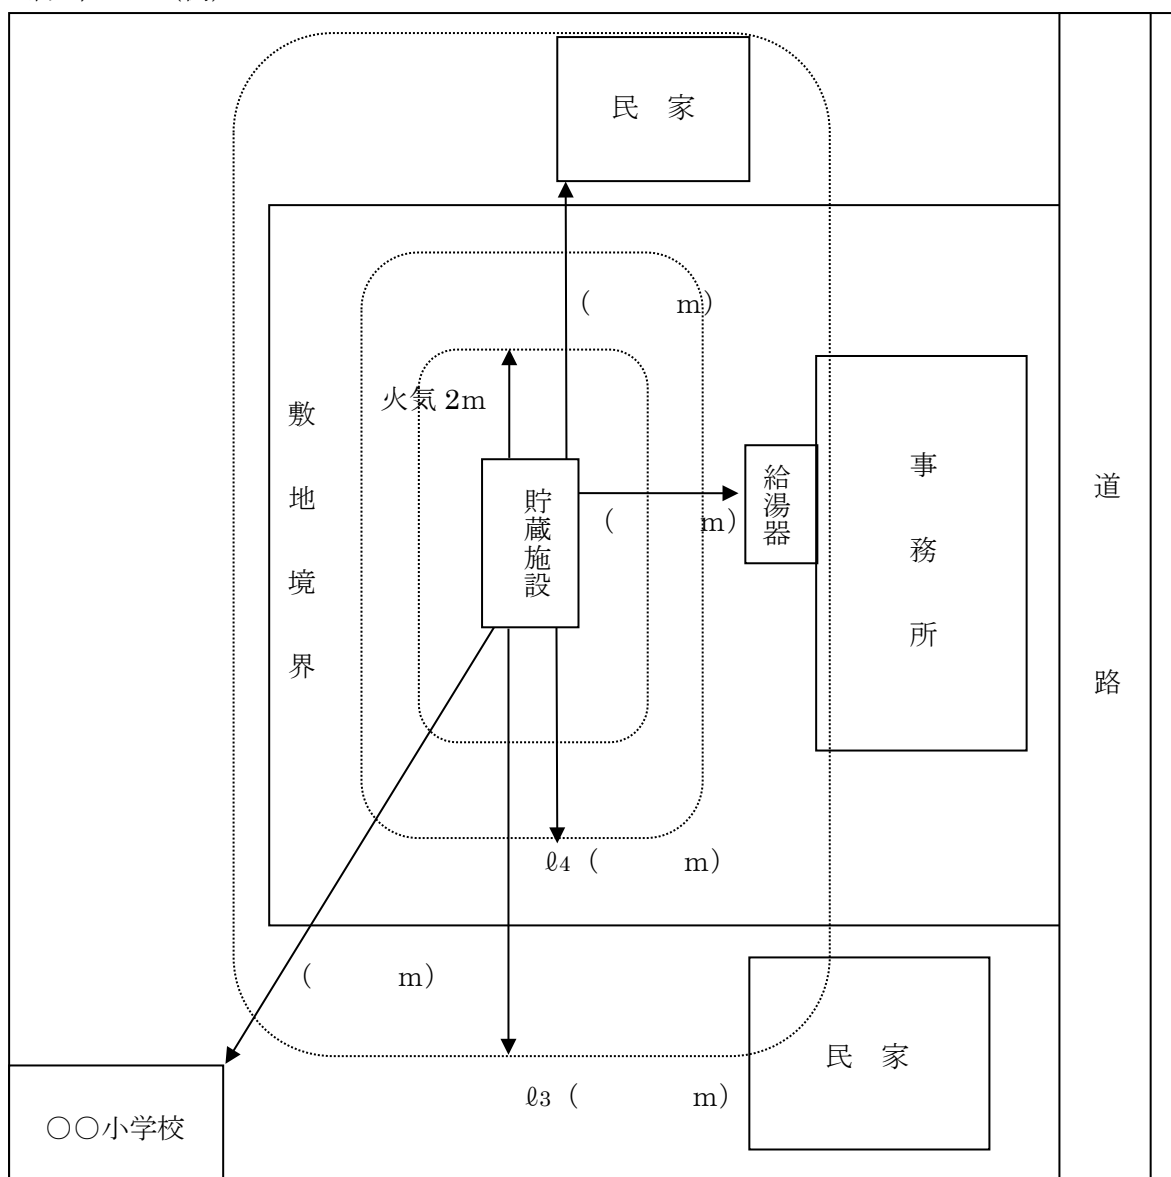 民　家
(　　　m)
火気 2m
敷地境界
貯蔵施設
(　　　m)
給湯器
事務所
道路
ℓ4 (　　　m)
(　　　m)
民　家
ℓ3 (　　　m)
○○小学校